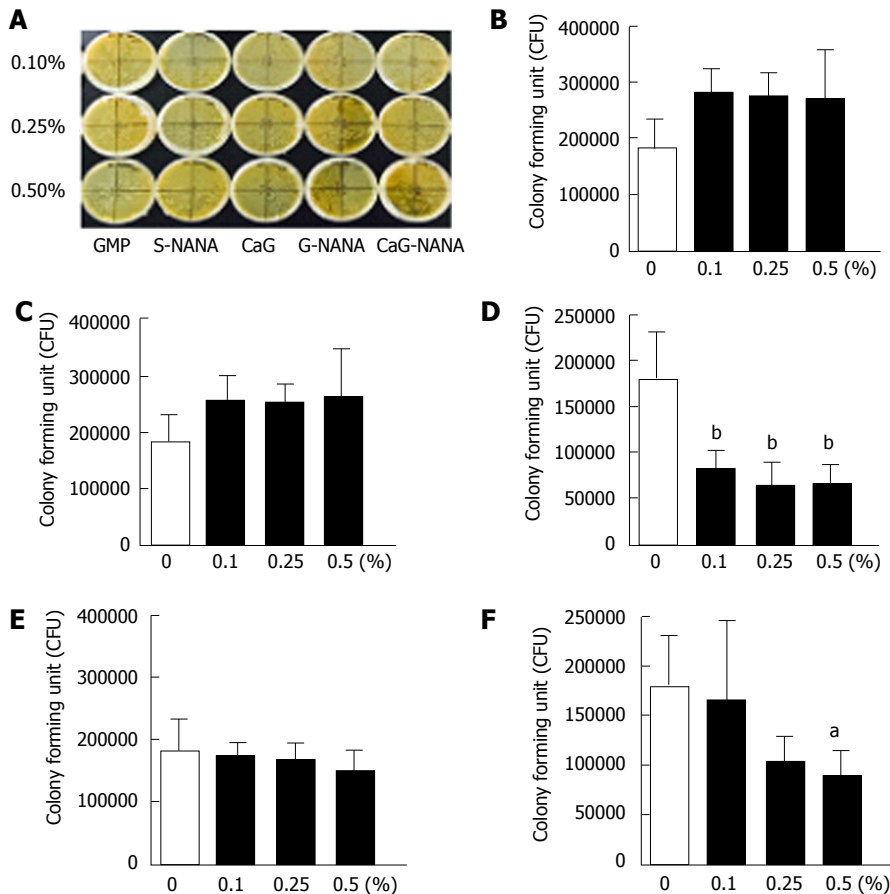 A
0.10%
0.25%
0.50%
GMP S-NANA CaG G-NANA CaG-NANA
B
Colony forming unit (CFU)
400000
300000
200000
100000
0
0 0.1 0.25 0.5 (%)
C
Colony forming unit (CFU)
400000
300000
200000
100000
0
0 0.1 0.25 0.5 (%)
D
Colony forming unit (CFU)
250000
200000
150000
100000
50000
0
b b b
0 0.1 0.25 0.5 (%)
E
Colony forming unit (CFU)
400000
300000
200000
100000
0
0 0.1 0.25 0.5 (%)
F
Colony forming unit (CFU)
250000
200000
150000
100000
50000
0
a
0 0.1 0.25 0.5 (%)